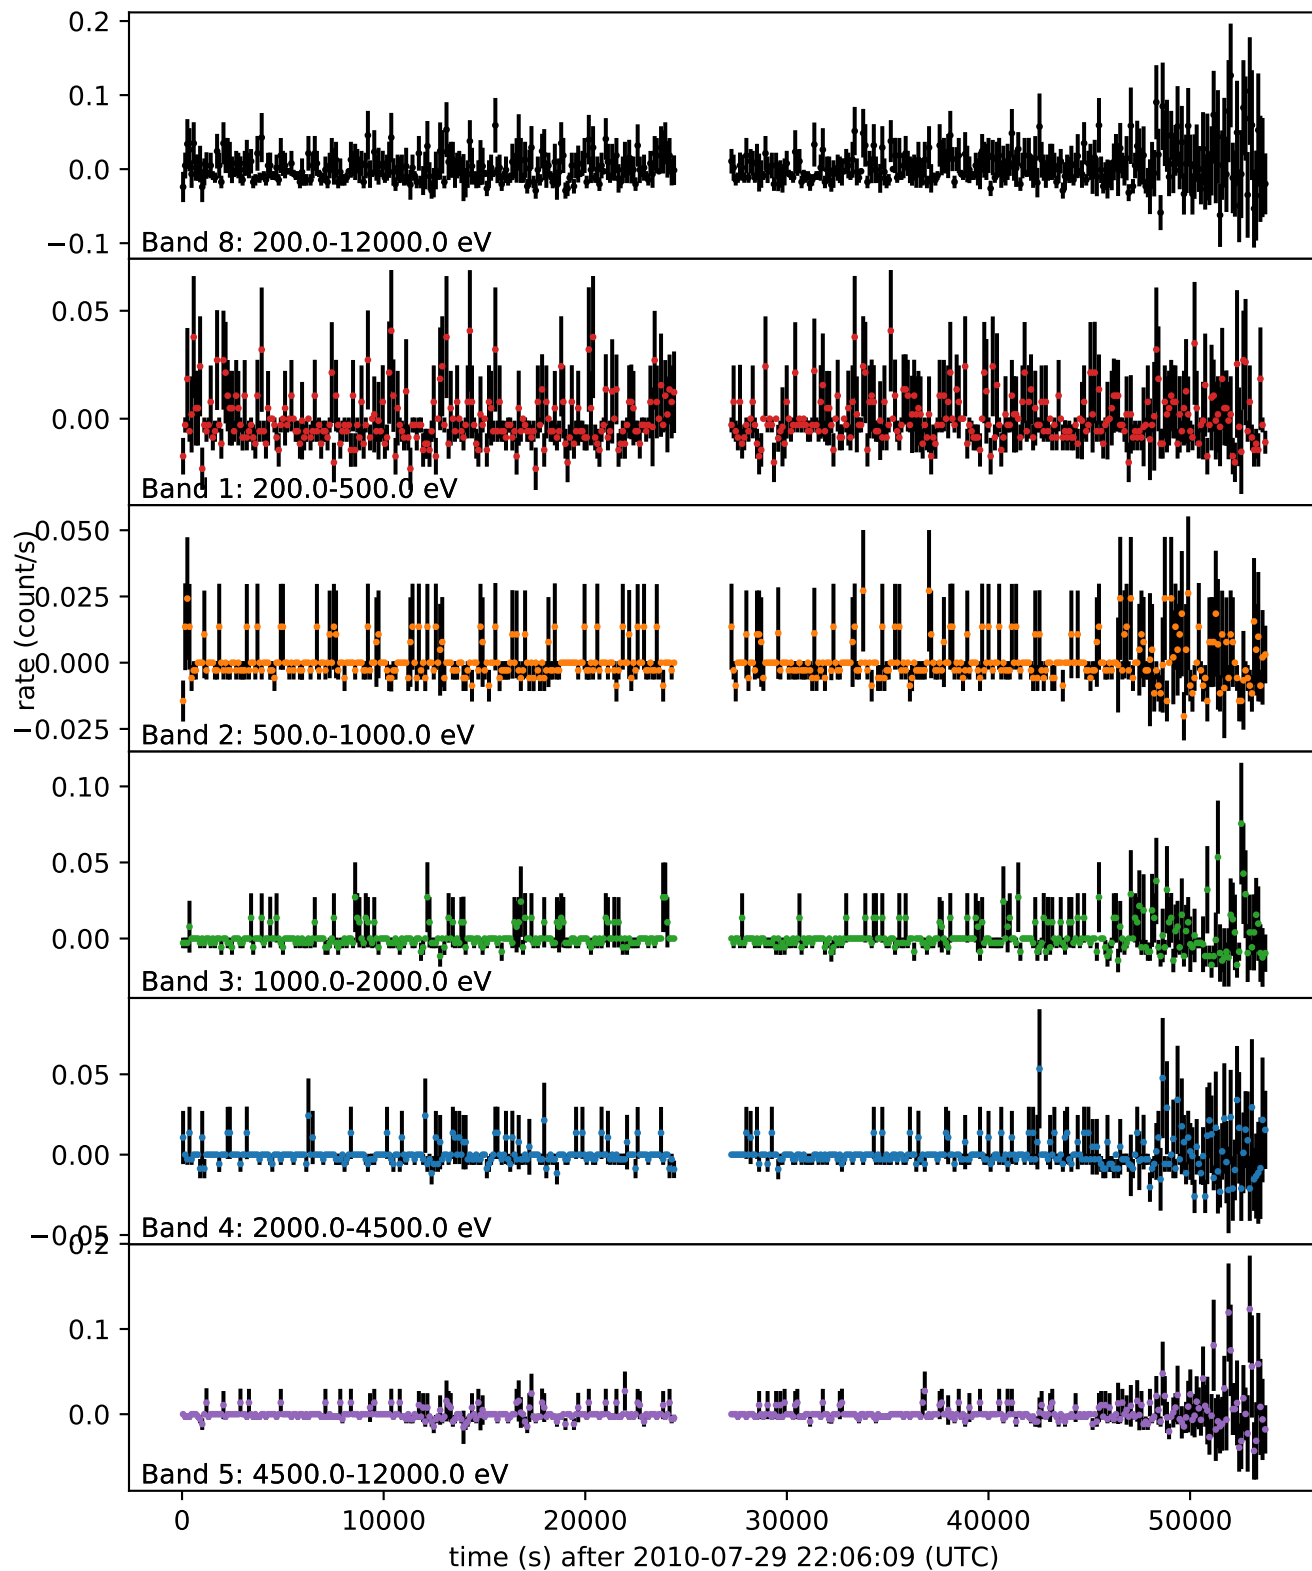 0.2
0.1
0.0
−0.1
Band 8: 200.0-12000.0 eV
0.05
0.00
Band 1: 200.0-500.0 eV
rate (count/s)
0.050
0.025
0.000
−0.025
Band 2: 500.0-1000.0 eV
0.10
0.05
0.00
Band 3: 1000.0-2000.0 eV
0.05
0.00
−0.05
Band 4: 2000.0-4500.0 eV
0.2
0.1
0.0
Band 5: 4500.0-12000.0 eV
0 10000 20000 30000 40000 50000
time (s) after 2010-07-29 22:06:09 (UTC)